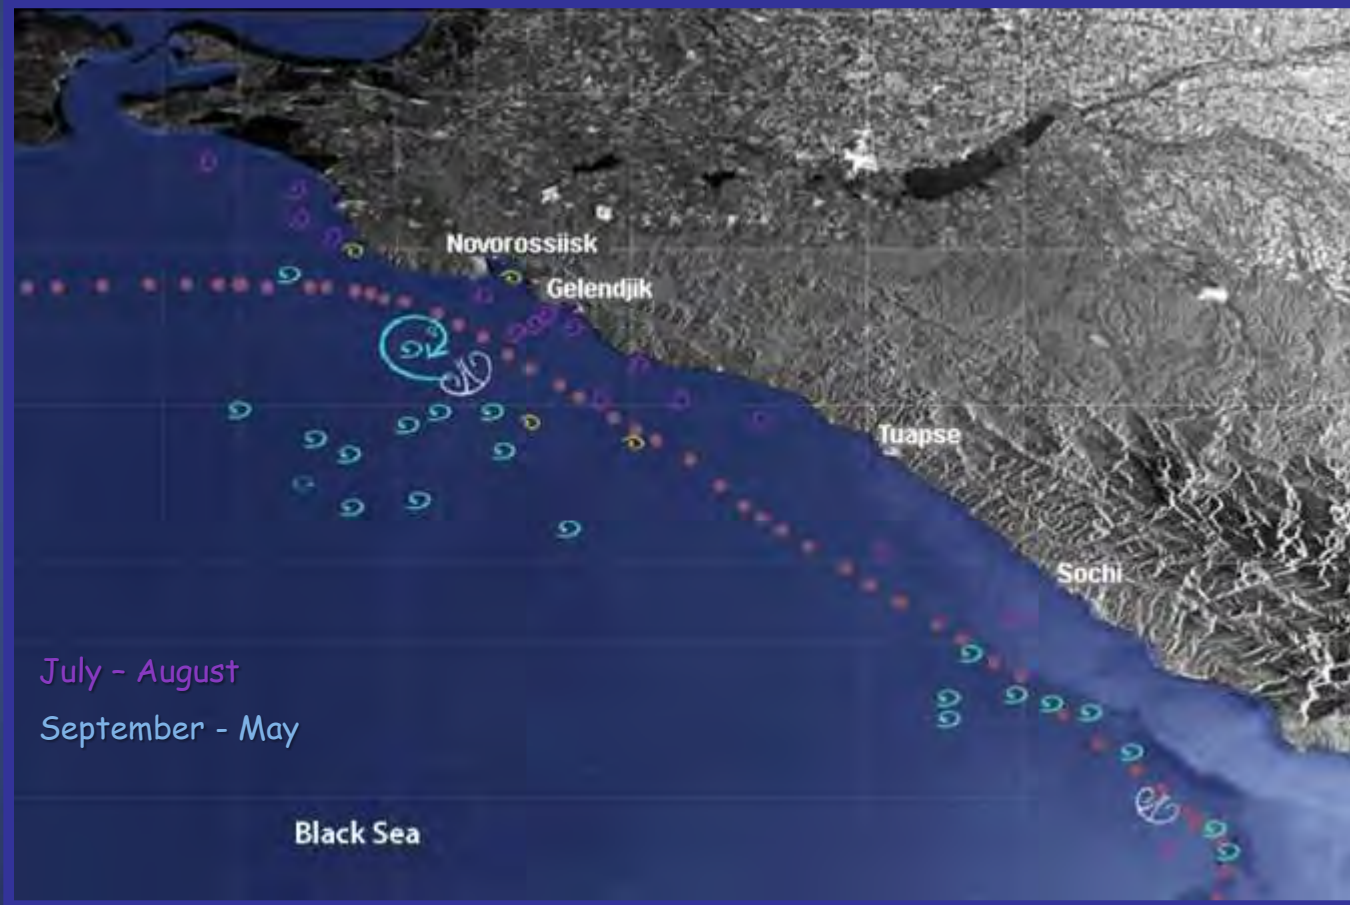 Novorossiisk
Gelendjik
Tuapse
Sochi
July – August
September - May
Black Sea